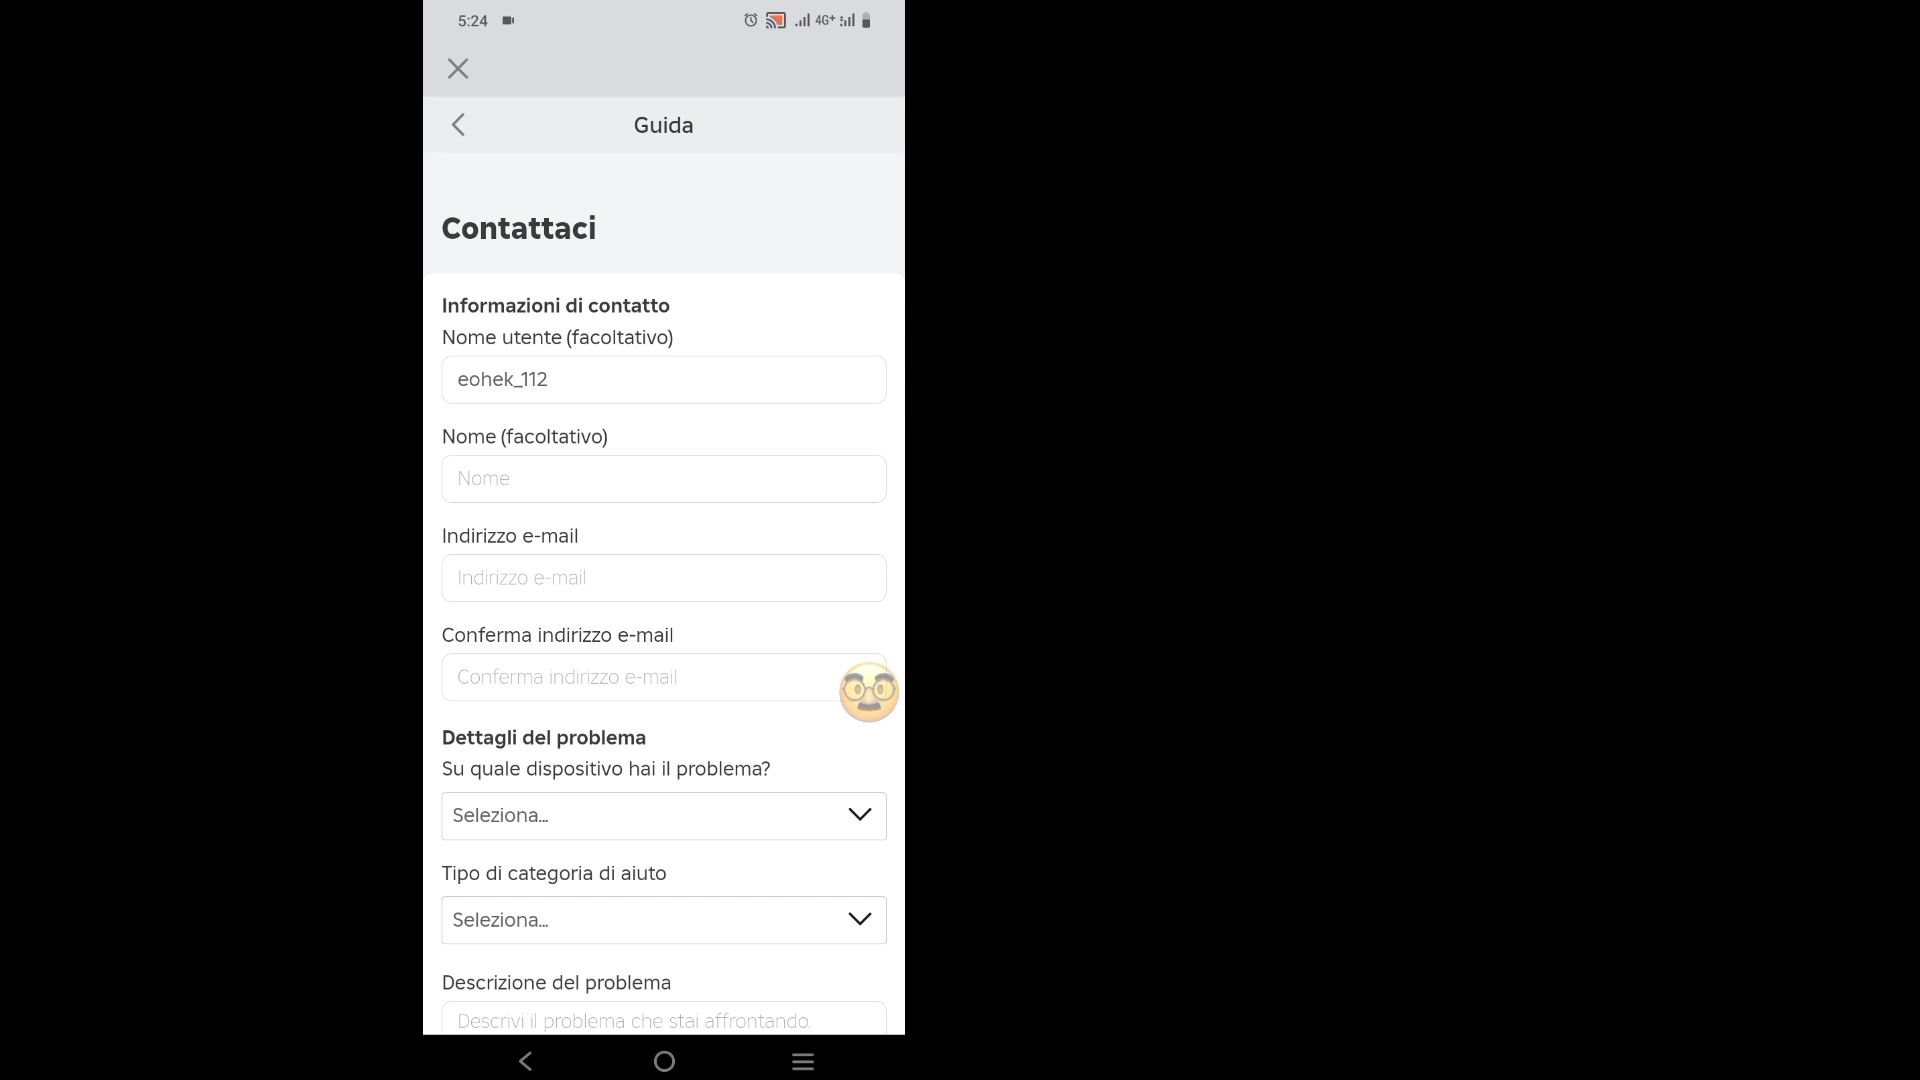 5:24
4G+
Guida
Contattaci
Informazioni di contatto
Nome utente (facoltativo)
eohek_112
Nome (facoltativo)
Nome
Indirizzo e-mail
Indirizzo e-mail
Conferma indirizzo e-mail
Conferma indirizzo e-mail
Dettagli del problema
Su quale dispositivo hai il problema?
Seleziona...
Tipo di categoria di aiuto
Seleziona...
Descrizione del problema
Descrivi il problema che stai affrontando.